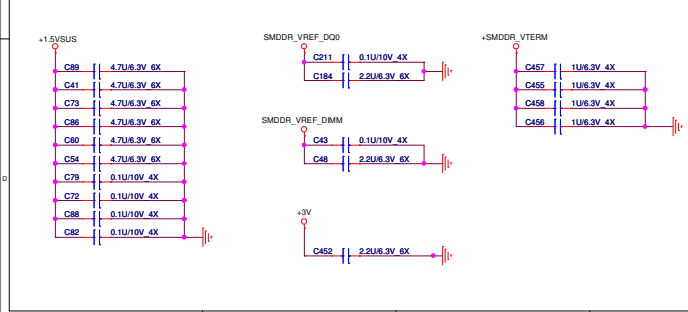 +1.5VSUS
C89 4.7U/6.3V_6X
C41 4.7U/6.3V_6X
C73 4.7U/6.3V_6X
C86 4.7U/6.3V_6X
C60 4.7U/6.3V_6X
C54 4.7U/6.3V_6X
C79 0.1U/10V_4X
C72 0.1U/10V_4X
C88 0.1U/10V_4X
C82 0.1U/10V_4X
SMDDR_VREF_DQ0
C211 0.1U/10V_4X
C184 2.2U/6.3V_6X
SMDDR_VREF_DIMM
C43 0.1U/10V_4X
C48 2.2U/6.3V_6X
+3V
C452 2.2U/6.3V_6X
+SMDDR_VTERM
C457 1U/6.3V_4X
C455 1U/6.3V_4X
C458 1U/6.3V_4X
C456 1U/6.3V_4X
D